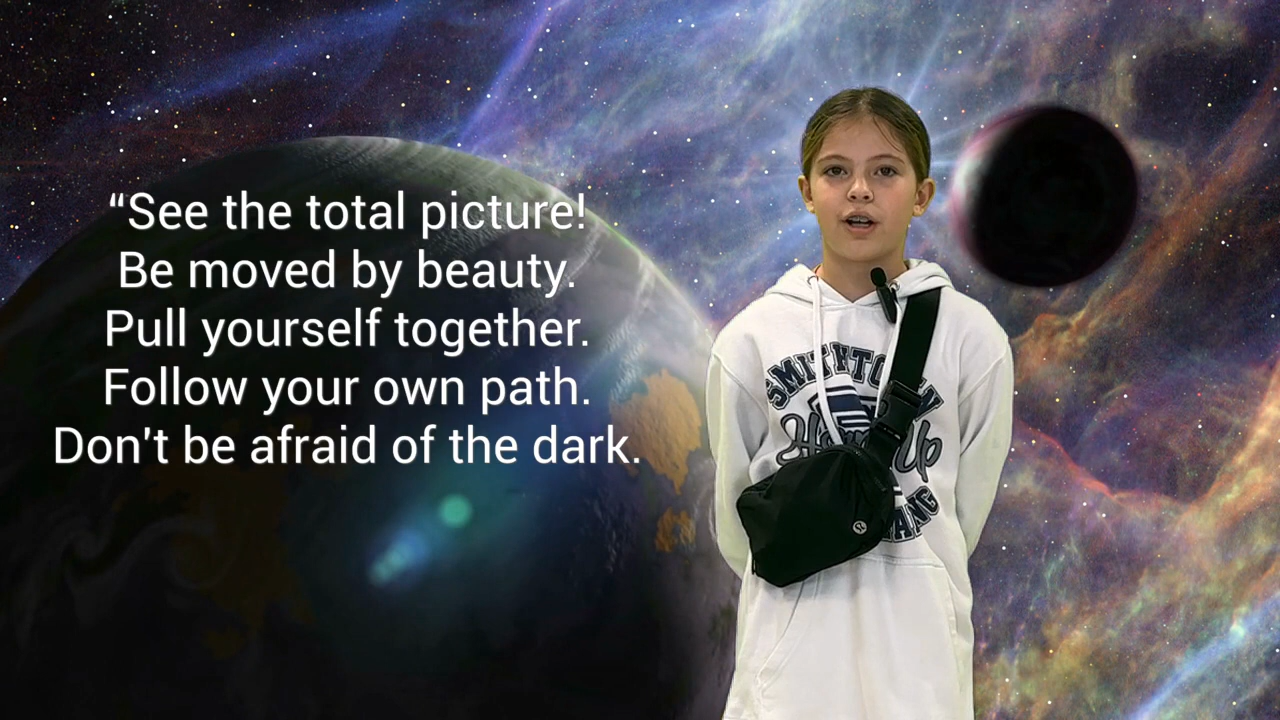 “See the total picture!
Be moved by beauty.
Pull yourself together.
Follow your own path.
Don't be afraid of the dark.